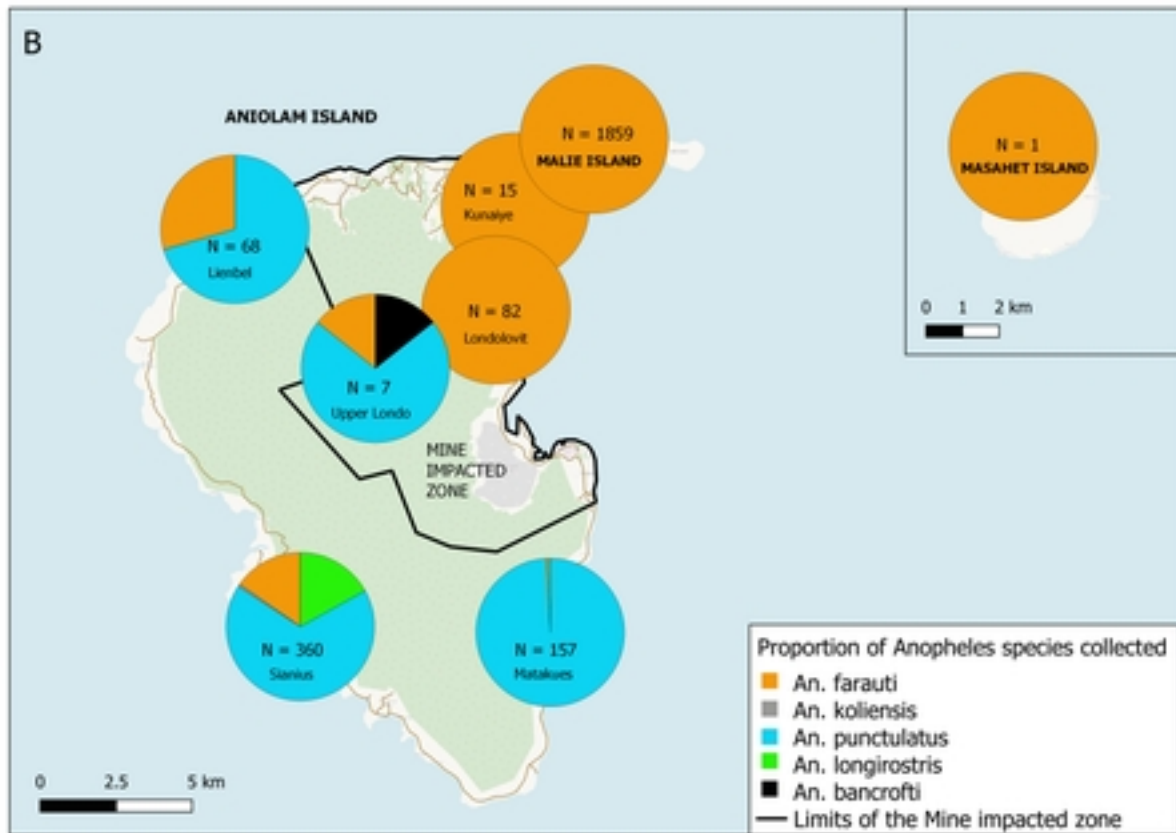 B
ANIOLAM ISLAND
N = 1859
MALIE ISLAND
N = 1
MASAHET ISLAND
N = 15
Kunaiye
N = 68
Lienbel
0 1 2 km
N = 82
Londolovit
N = 7
Upper Londo
MINE
IMPACTED
ZONE
N = 360
Sianius
N = 157
Matakues
Proportion of Anopheles species collected
An. farauti
An. koliensis
An. punctulatus
An. longirostris
An. bancrofti
Limits of the Mine impacted zone
0 2.5 5 km